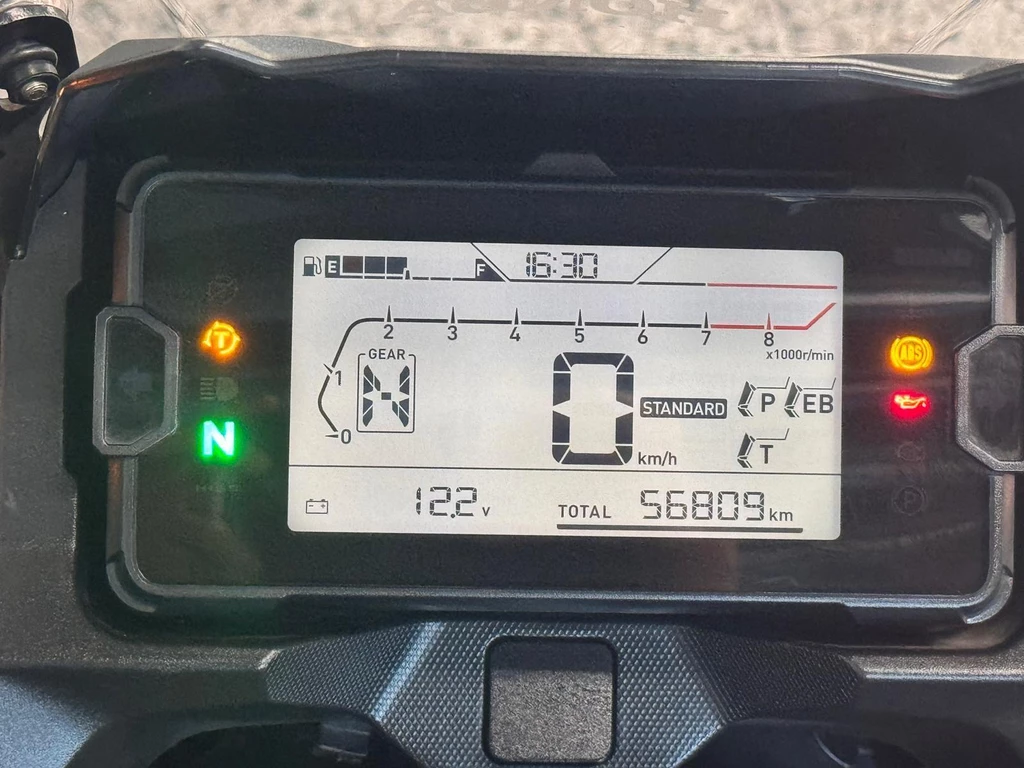 E F 16:30
2 3 4 5 6 7 8
x1000r/min
GEAR
1
N
0
0 km/h
STANDARD
P EB
T
T
ABS
N
12.2 v
TOTAL 56809 km